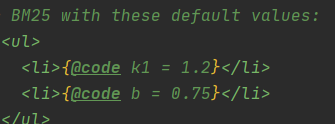 BM25 with these default values:
<ul>
<li>{@code k1 = 1.2}</li>
<li>{@code b = 0.75}</li>
</ul>